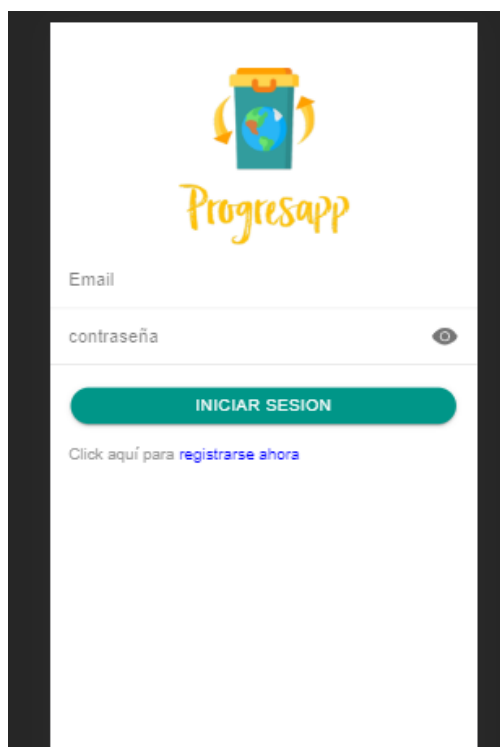 Progresapp
Email
contraseña
INICIAR SESION
Click aquí para registrarse ahora